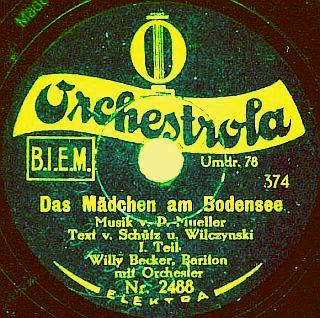 Orchestrola
B.I.E.M.
Umdr. 78
374
Das Mädchen am Bodensee
Musik v. P. Mueller
Text v. Schütz u. Wilczynski
I. Teil
Willy Becker, Bariton
mit Orchester
Nr. 2488
ELEKTRA